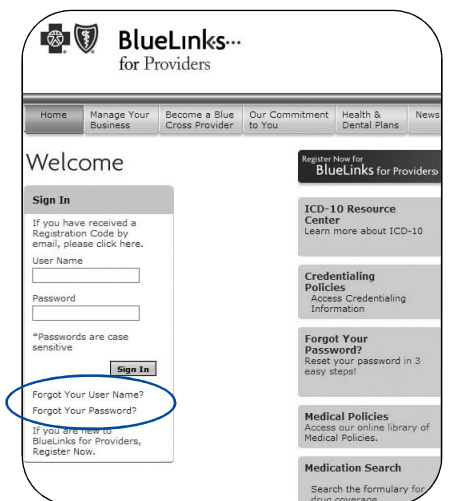 BlueLinks...
for Providers
Home
Manage Your
Business
Become a Blue
Cross Provider
Our Commitment
to You
Health &
Dental Plans
News
Welcome
Sign In
If you have received a
Registration Code by
email, please click here.
User Name
Password
*Passwords are case
sensitive
Sign In
Forgot Your User Name?
Forgot Your Password?
If you are new to
BlueLinks for Providers,
Register Now.
Register Now for
BlueLinks for Providers
ICD-10 Resource
Center
Learn more about ICD-10
Credentialing
Policies
Access Credentialing
Information
Forgot Your
Password?
Reset your password in 3
easy steps!
Medical Policies
Access our online library of
Medical Policies.
Medication Search
Search the formulary for
drug coverage